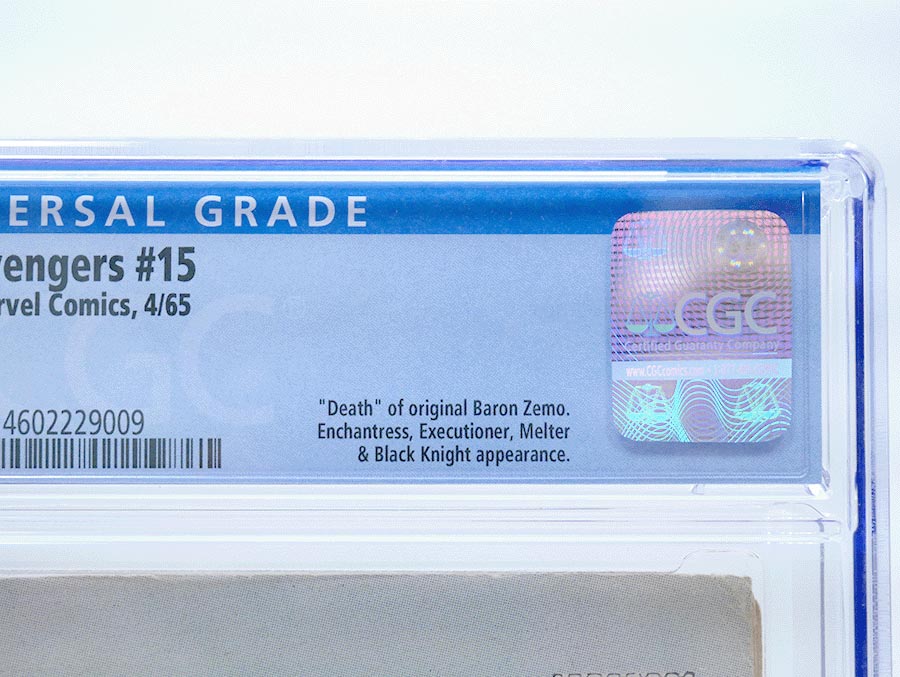 ERSAL GRADE
vengers #15
rvel Comics, 4/65
4602229009
"Death" of original Baron Zemo.
Enchantress, Executioner, Melter
& Black Knight appearance.
CGC
Certified Guaranty Company
www.CGCcomics.com